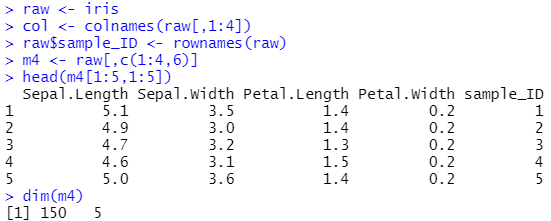 > raw <- iris
> col <- colnames(raw[,1:4])
> raw$sample_ID <- rownames(raw)
> m4 <- raw[,c(1:4,6)]
> head(m4[1:5,1:5])
  Sepal.Length Sepal.Width Petal.Length Petal.Width sample_ID
1          5.1         3.5          1.4         0.2         1
2          4.9         3.0          1.4         0.2         2
3          4.7         3.2          1.3         0.2         3
4          4.6         3.1          1.5         0.2         4
5          5.0         3.6          1.4         0.2         5
> dim(m4)
[1] 150   5